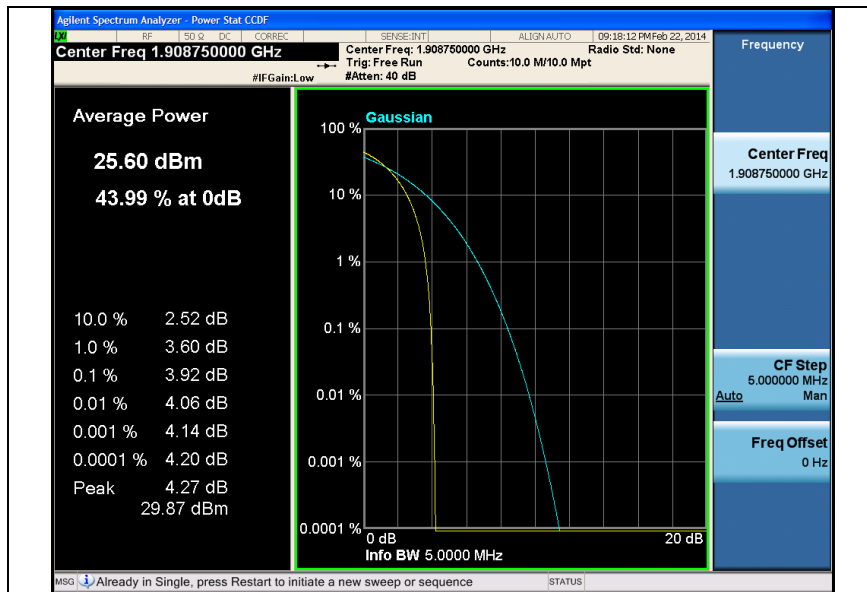 Agilent Spectrum Analyzer - Power Stat CCDF
LXI RF 50 Ω DC CORREC SENSE:INT ALIGN AUTO 09:18:12 PM Feb 22, 2014
Center Freq 1.908750000 GHz
Center Freq: 1.908750000 GHz Radio Std: None
Trig: Free Run Counts:10.0 M/10.0 Mpt
#IFGain:Low #Atten: 40 dB
Average Power
25.60 dBm
43.99 % at 0dB
10.0 % 2.52 dB
1.0 % 3.60 dB
0.1 % 3.92 dB
0.01 % 4.06 dB
0.001 % 4.14 dB
0.0001 % 4.20 dB
Peak 4.27 dB
29.87 dBm
Gaussian
100 %
10 %
1 %
0.1 %
0.01 %
0.001 %
0.0001 %
0 dB 20 dB
Info BW 5.0000 MHz
Frequency
Center Freq
1.908750000 GHz
CF Step
5.000000 MHz
Auto Man
Freq Offset
0 Hz
MSG Already in Single, press Restart to initiate a new sweep or sequence STATUS